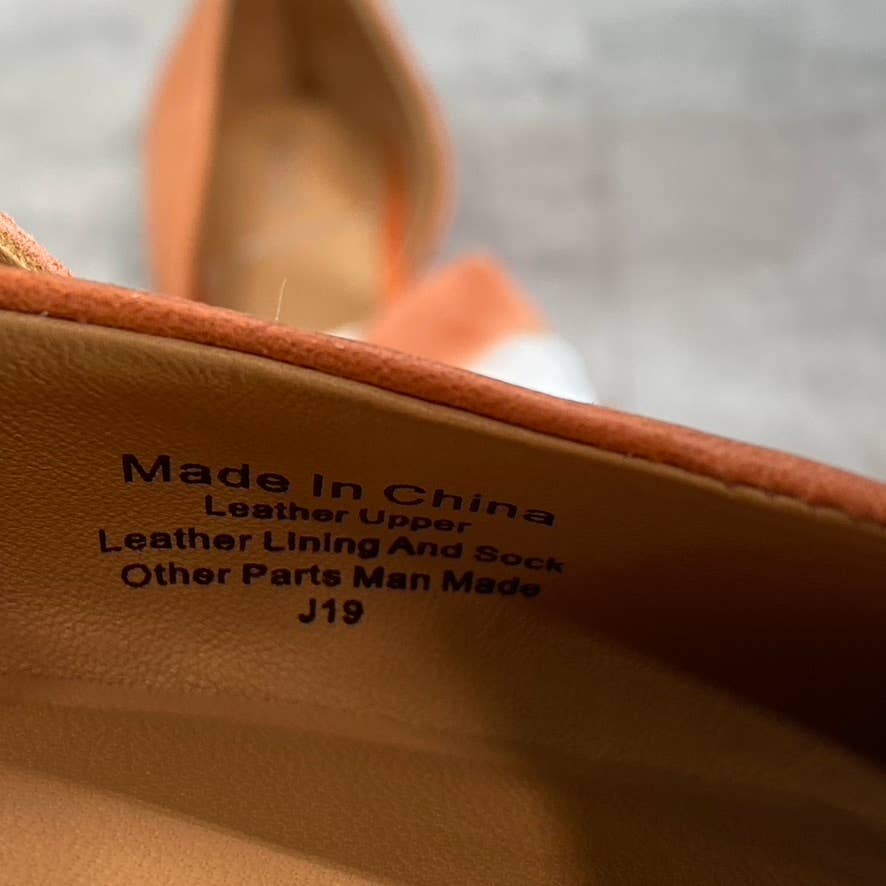 Made In China
Leather Upper
Leather Lining And Sock
Other Parts Man Made
J19